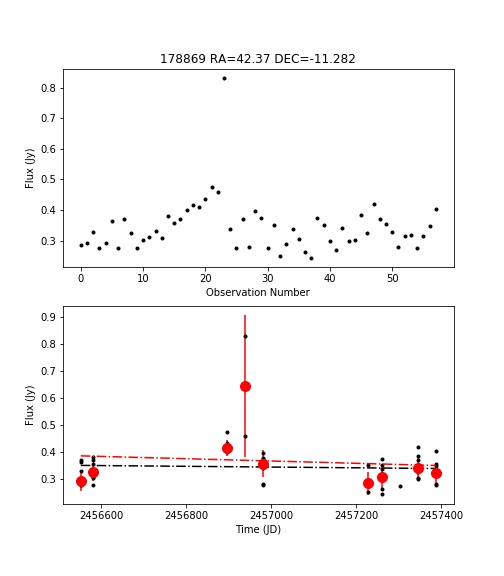 178869 RA=42.37 DEC=-11.282
0.8
0.7
0.6
0.5
0.4
0.3
Flux (Jy)
0 10 20 30 40 50
Observation Number
0.9
0.8
0.7
0.6
0.5
0.4
0.3
Flux (Jy)
2456600 2456800 2457000 2457200 2457400
Time (JD)